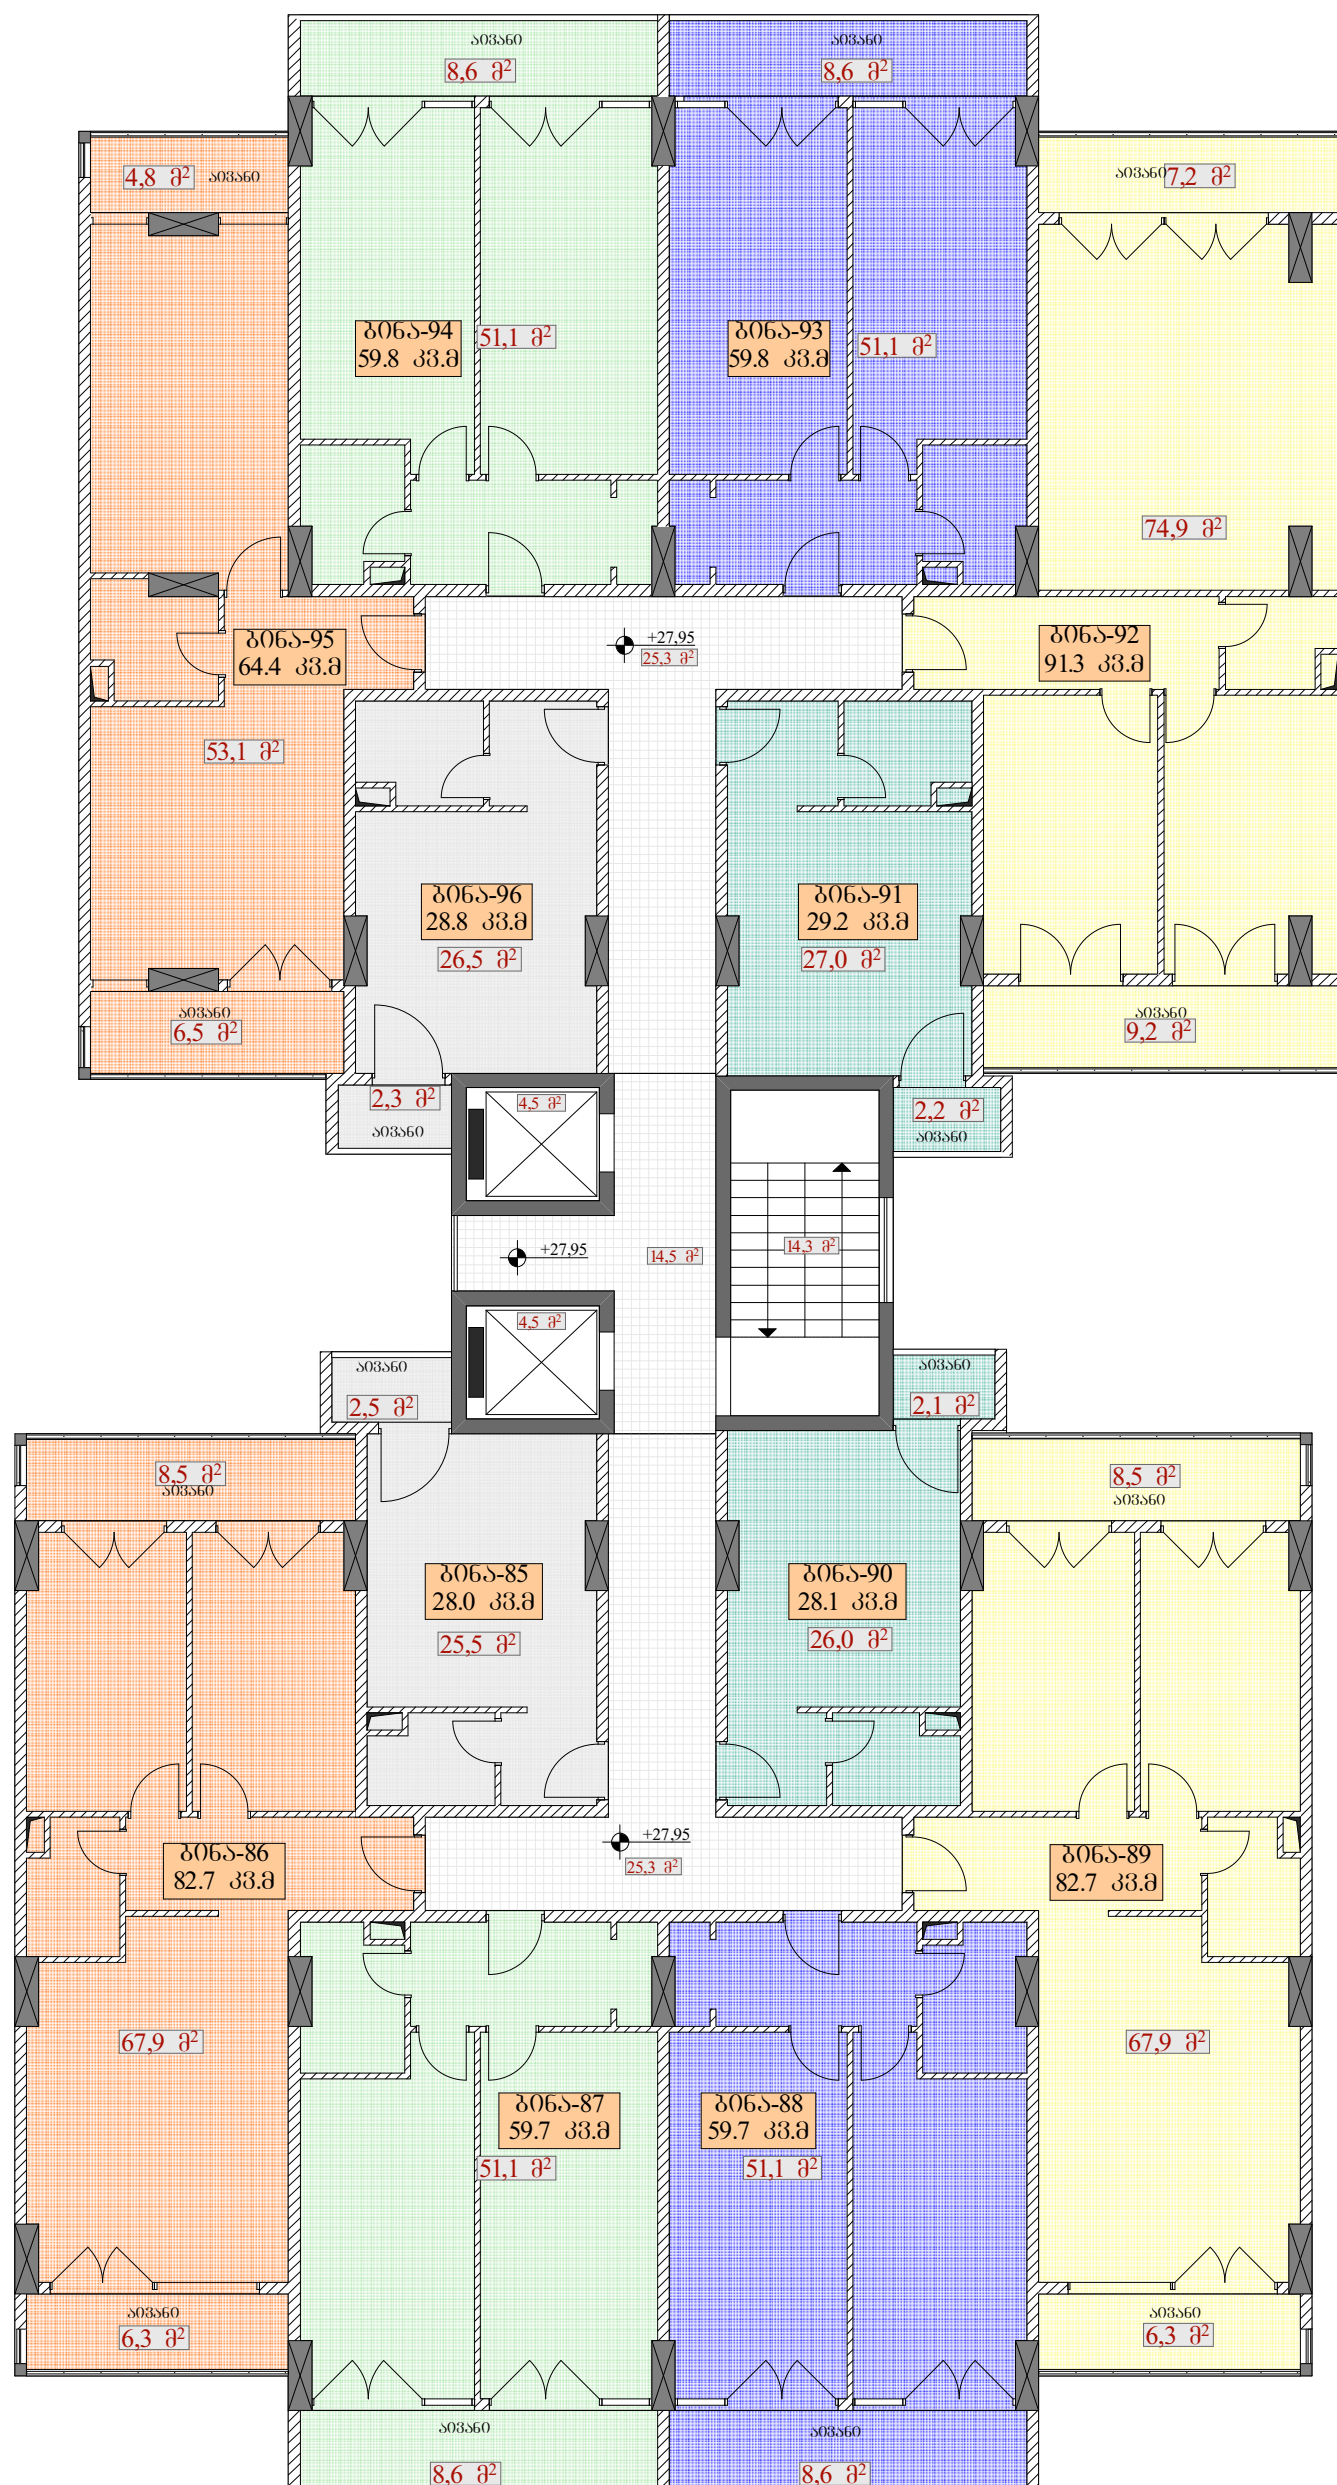 აივანი
8,6 მ²
აივანი
8,6 მ²
4,8 მ²
აივანი
აივანი
7,2 მ²
ბინა-94
59.8 კვ.მ
51,1 მ²
ბინა-93
59.8 კვ.მ
51,1 მ²
74,9 მ²
ბინა-95
64.4 კვ.მ
+27,95
25,3 მ²
ბინა-92
91.3 კვ.მ
53,1 მ²
ბინა-96
28.8 კვ.მ
26,5 მ²
ბინა-91
29.2 კვ.მ
27,0 მ²
აივანი
6,5 მ²
აივანი
9,2 მ²
2,3 მ²
აივანი
4,5 მ²
2,2 მ²
აივანი
+27,95
14,5 მ²
14,3 მ²
4,5 მ²
აივანი
2,5 მ²
აივანი
2,1 მ²
8,5 მ²
აივანი
8,5 მ²
აივანი
ბინა-85
28.0 კვ.მ
25,5 მ²
ბინა-90
28.1 კვ.მ
26,0 მ²
ბინა-86
82.7 კვ.მ
+27,95
25,3 მ²
ბინა-89
82.7 კვ.მ
67,9 მ²
67,9 მ²
ბინა-87
59.7 კვ.მ
51,1 მ²
ბინა-88
59.7 კვ.მ
51,1 მ²
აივანი
6,3 მ²
აივანი
6,3 მ²
აივანი
8,6 მ²
აივანი
8,6 მ²